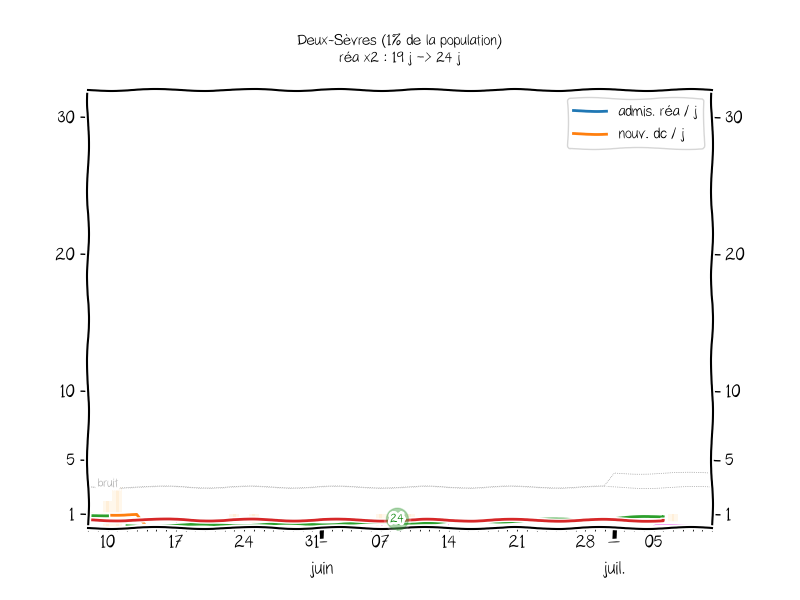 Deux-Sèvres (1% de la population)
réa x2 : 19 j -> 24 j
admis. réa / j
nouv. dc / j
30
30
20
20
10
10
5
5
bruit
1
1
24
10 17 24 31 07 14 21 28 05
juin juil.